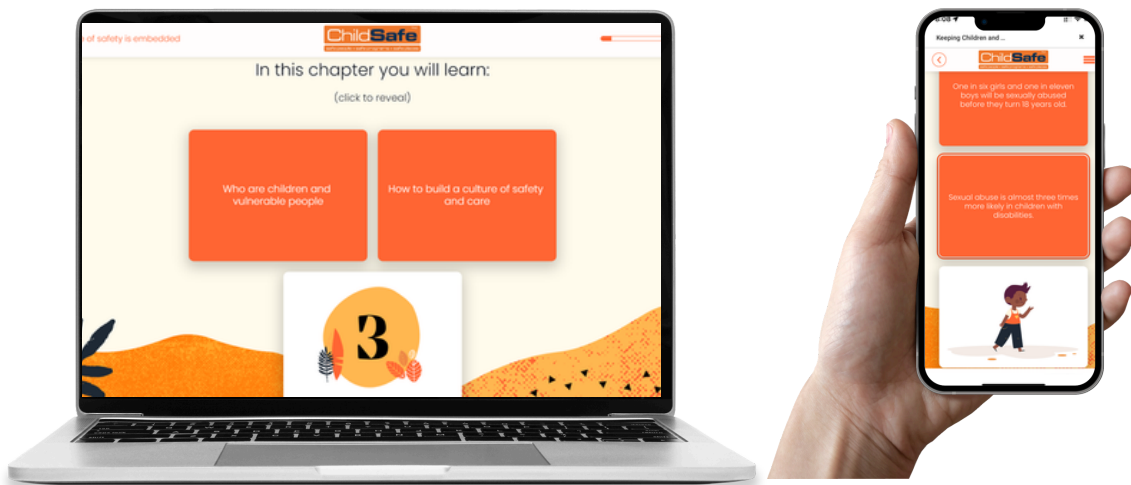 e of safety is embedded
ChildSafe
In this chapter you will learn:
(click to reveal)
Who are children and
vulnerable people
How to build a culture of safety
and care
3
Keeping Children and ...
ChildSafe
One in six girls and one in eleven
boys will be sexually abused
before they turn 18 years old.
Sexual abuse is almost three times
more likely in children with
disabilities.